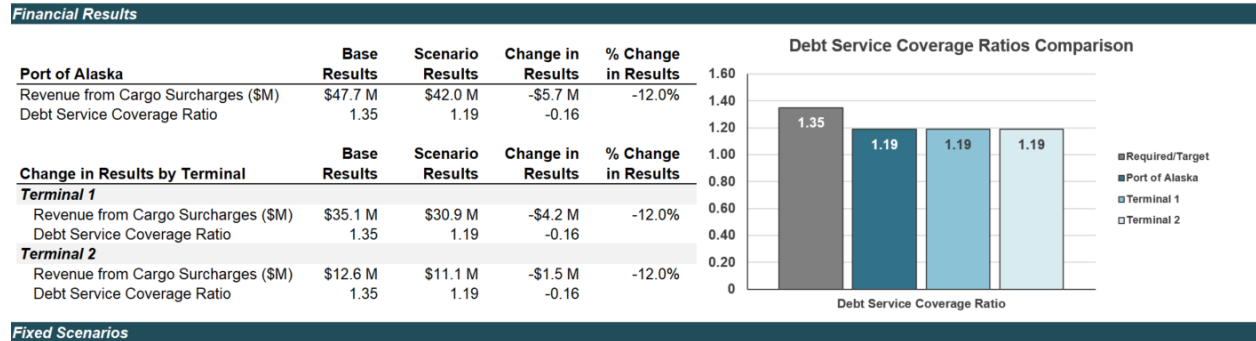 Financial Results
Base Scenario Change in % Change
Port of Alaska Results Results Results in Results
Revenue from Cargo Surcharges ($M) $47.7 M $42.0 M -$5.7 M -12.0%
Debt Service Coverage Ratio 1.35 1.19 -0.16
Base Scenario Change in % Change
Change in Results by Terminal Results Results Results in Results
Terminal 1
Revenue from Cargo Surcharges ($M) $35.1 M $30.9 M -$4.2 M -12.0%
Debt Service Coverage Ratio 1.35 1.19 -0.16
Terminal 2
Revenue from Cargo Surcharges ($M) $12.6 M $11.1 M -$1.5 M -12.0%
Debt Service Coverage Ratio 1.35 1.19 -0.16
Debt Service Coverage Ratios Comparison
1.60
1.40
1.20
1.00
0.80
0.60
0.40
0.20
0
1.35
1.19
1.19
1.19
Debt Service Coverage Ratio
Required/Target
Port of Alaska
Terminal 1
Terminal 2
Fixed Scenarios